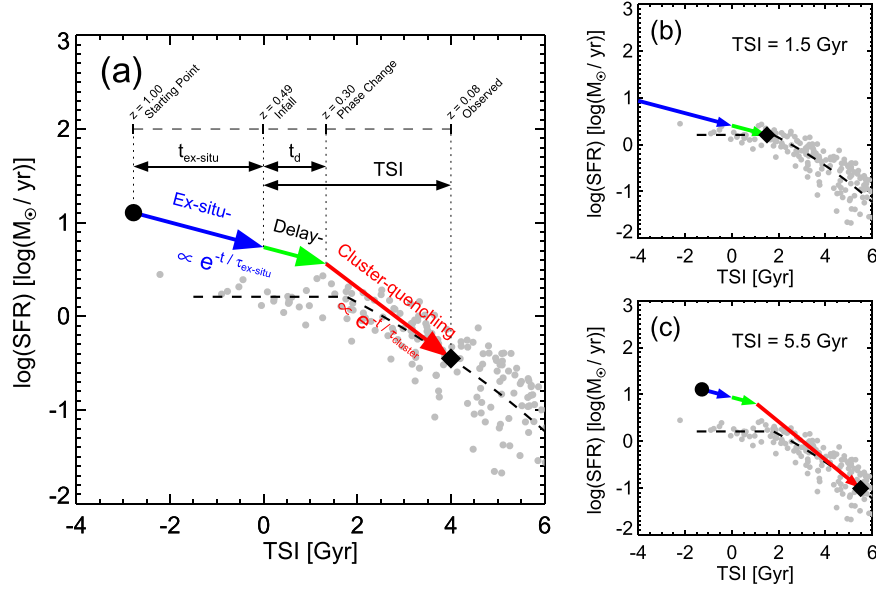 (a)
z = 1.00
Starting Point
z = 0.49
Infall
z = 0.30
Phase Change
z = 0.08
Observed
t_ex-situ
t_d
TSI
Ex-situ-
∝ e^-t / τ_ex-situ
Delay-
Cluster-quenching
∝ e^-t / τ_cluster
log(SFR) [log(M⊙ / yr)]
3
2
1
0
-1
-2
-4
-2
0
2
4
6
TSI [Gyr]
(b)
TSI = 1.5 Gyr
log(SFR) [log(M⊙ / yr)]
3
2
1
0
-1
-2
-4
-2
0
2
4
6
TSI [Gyr]
(c)
TSI = 5.5 Gyr
log(SFR) [log(M⊙ / yr)]
3
2
1
0
-1
-2
-4
-2
0
2
4
6
TSI [Gyr]